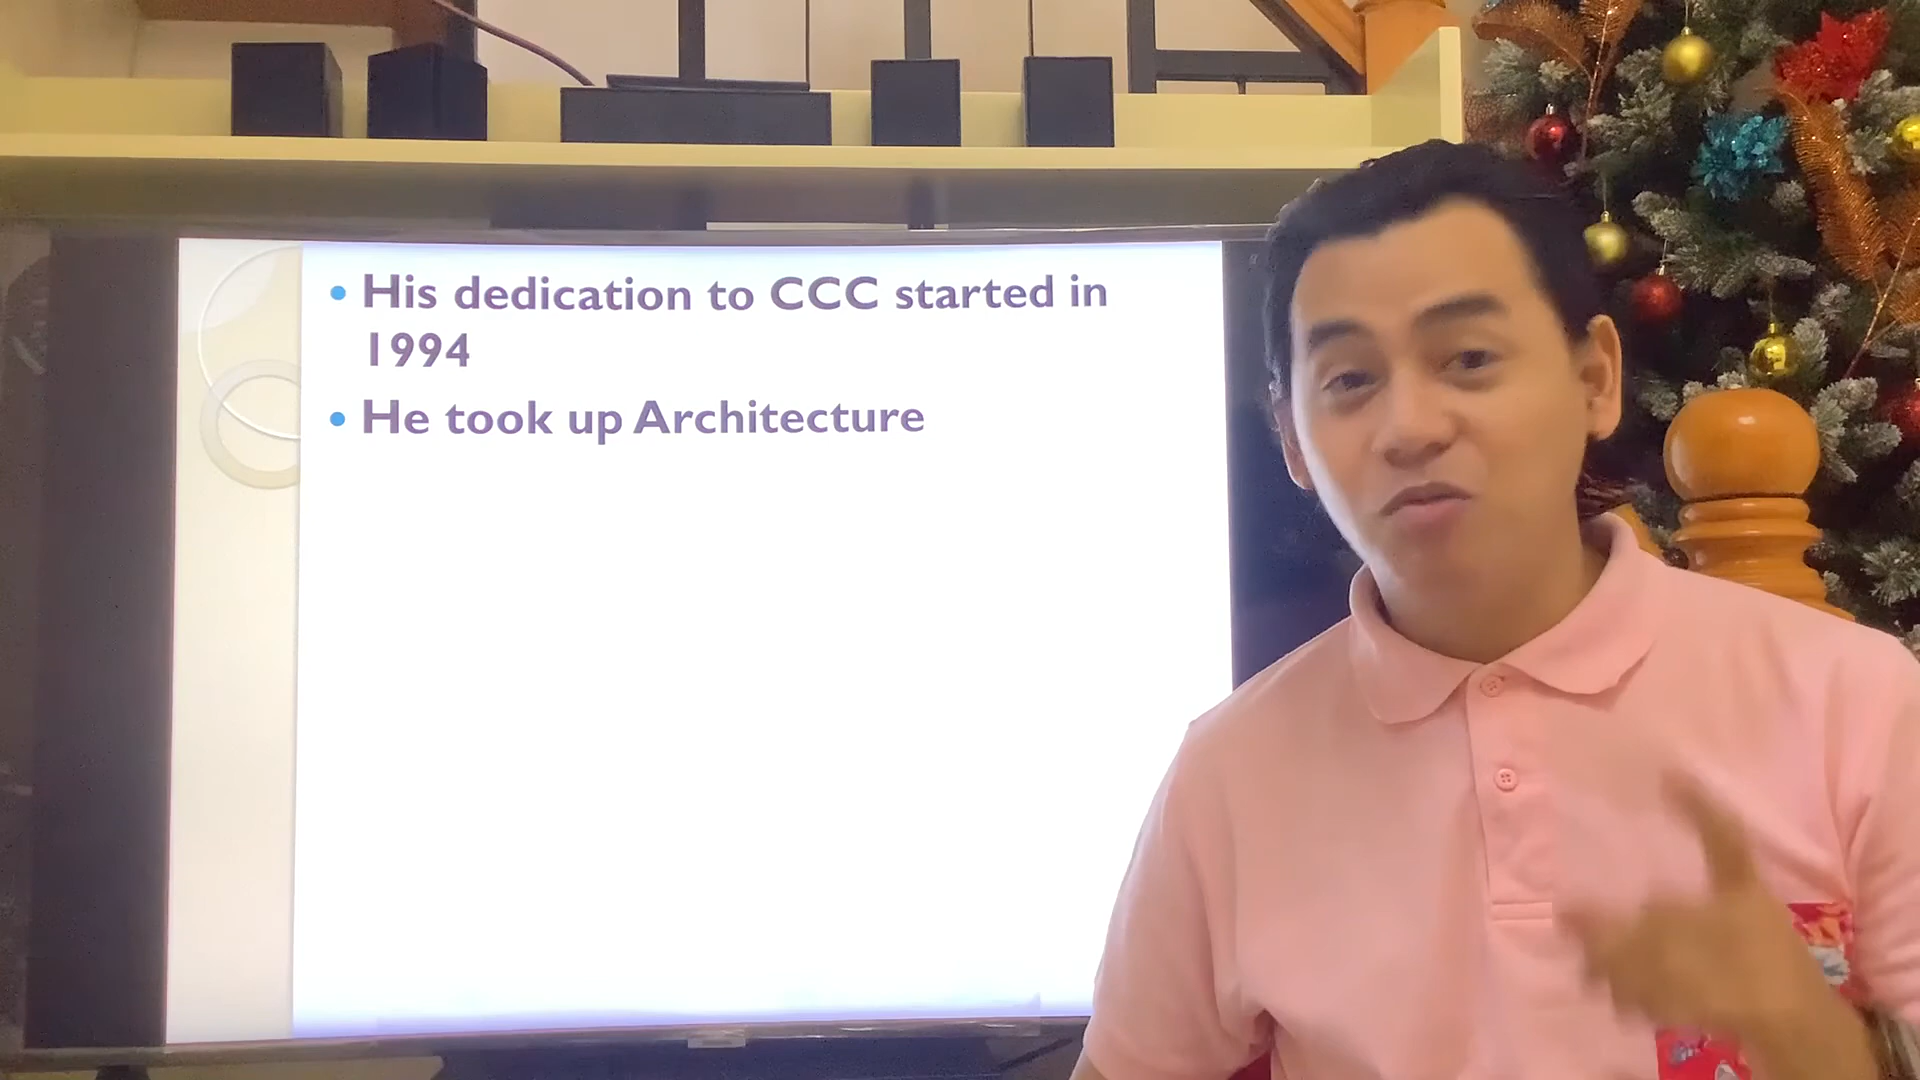 • His dedication to CCC started in
1994
• He took up Architecture